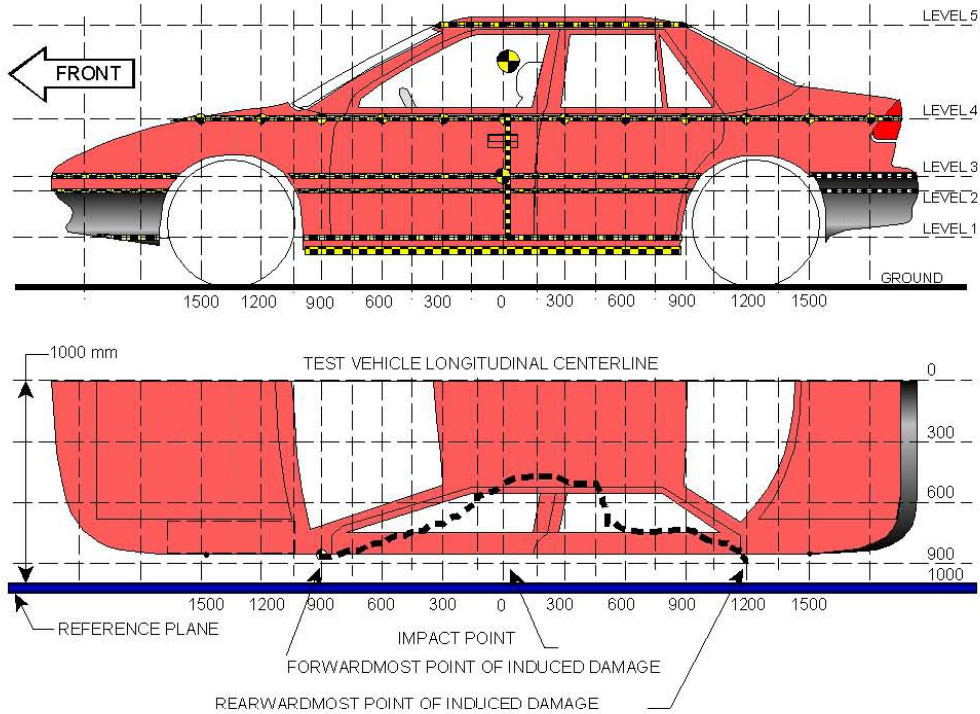 LEVEL 5
FRONT
LEVEL 4
LEVEL 3
LEVEL 2
LEVEL 1
GROUND
1500 1200 900 600 300 0 300 600 900 1200 1500
1000 mm
TEST VEHICLE LONGITUDINAL CENTERLINE
0
300
600
900
1000
1500 1200 900 600 300 0 300 600 900 1200 1500
REFERENCE PLANE
IMPACT POINT
FORWARDMOST POINT OF INDUCED DAMAGE
REARWARDMOST POINT OF INDUCED DAMAGE